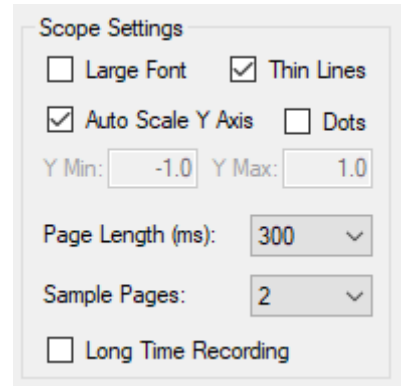 Scope Settings
Large Font Thin Lines
Auto Scale Y Axis Dots
Y Min: -1.0 Y Max: 1.0
Page Length (ms): 300
Sample Pages: 2
Long Time Recording